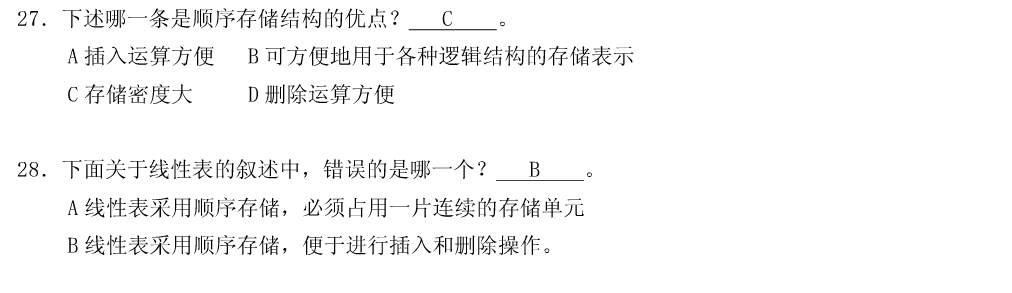 27. 下述哪一条是顺序存储结构的优点？ C 。
A 插入运算方便 B 可方便地用于各种逻辑结构的存储表示
C 存储密度大 D 删除运算方便
28. 下面关于线性表的叙述中，错误的是哪一个？ B 。
A 线性表采用顺序存储，必须占用一片连续的存储单元
B 线性表采用顺序存储，便于进行插入和删除操作。